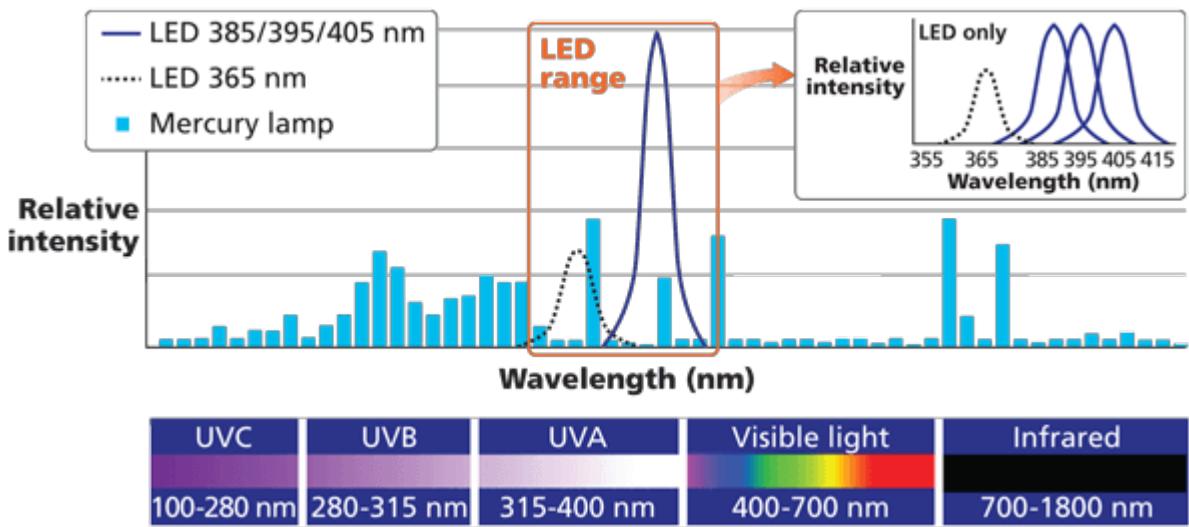 LED 385/395/405 nm
LED 365 nm
Mercury lamp
LED
range
LED only
Relative
intensity
355 365 385 395 405 415
Wavelength (nm)
Relative
intensity
Wavelength (nm)
UVC UVB UVA Visible light Infrared
100-280 nm 280-315 nm 315-400 nm 400-700 nm 700-1800 nm